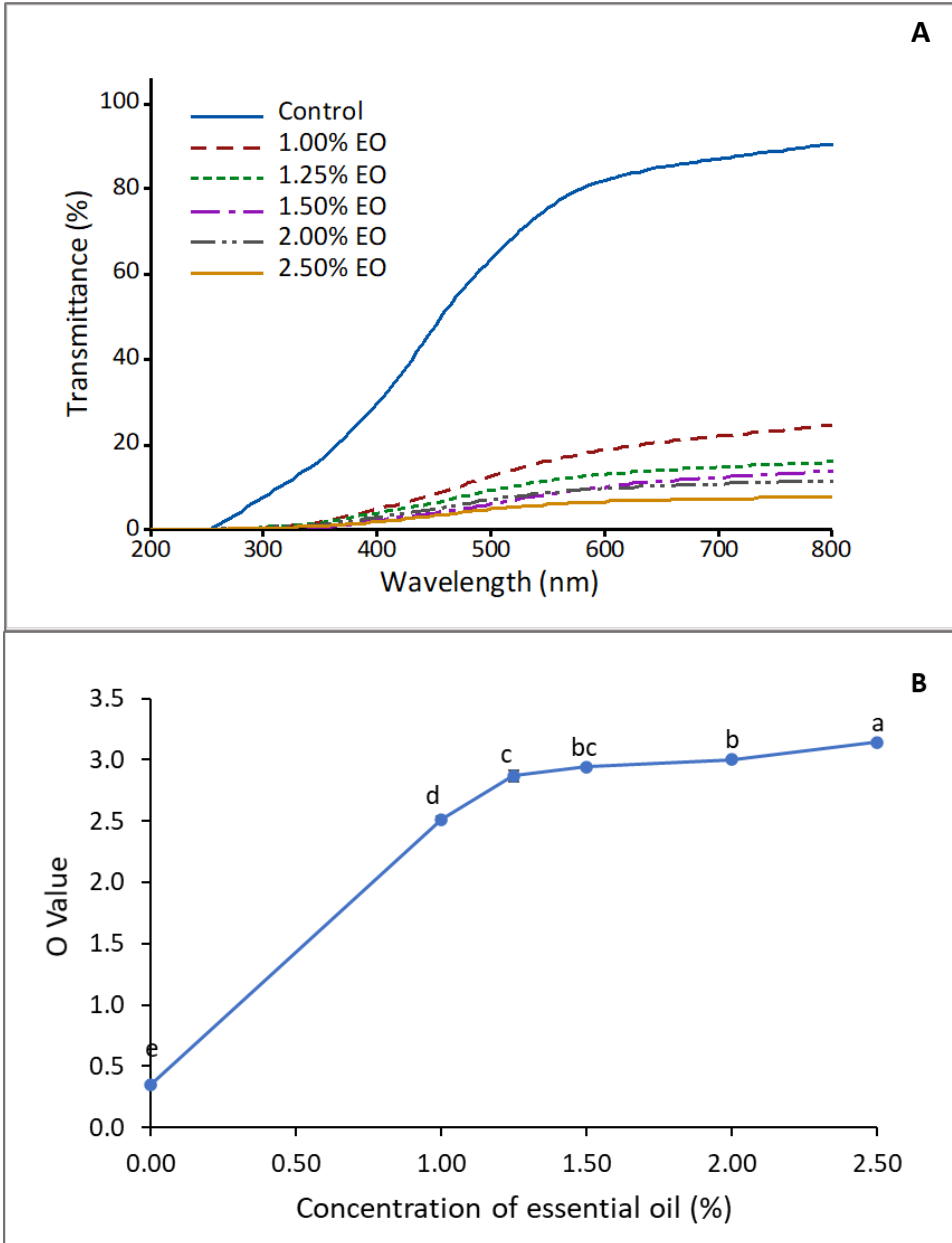 A
100
80
60
40
20
0
Transmittance (%)
Control
1.00% EO
1.25% EO
1.50% EO
2.00% EO
2.50% EO
200 300 400 500 600 700 800
Wavelength (nm)
B
3.5
3.0
2.5
2.0
1.5
1.0
0.5
0.0
O Value
e
d
c
bc
b
a
0.00 0.50 1.00 1.50 2.00 2.50
Concentration of essential oil (%)